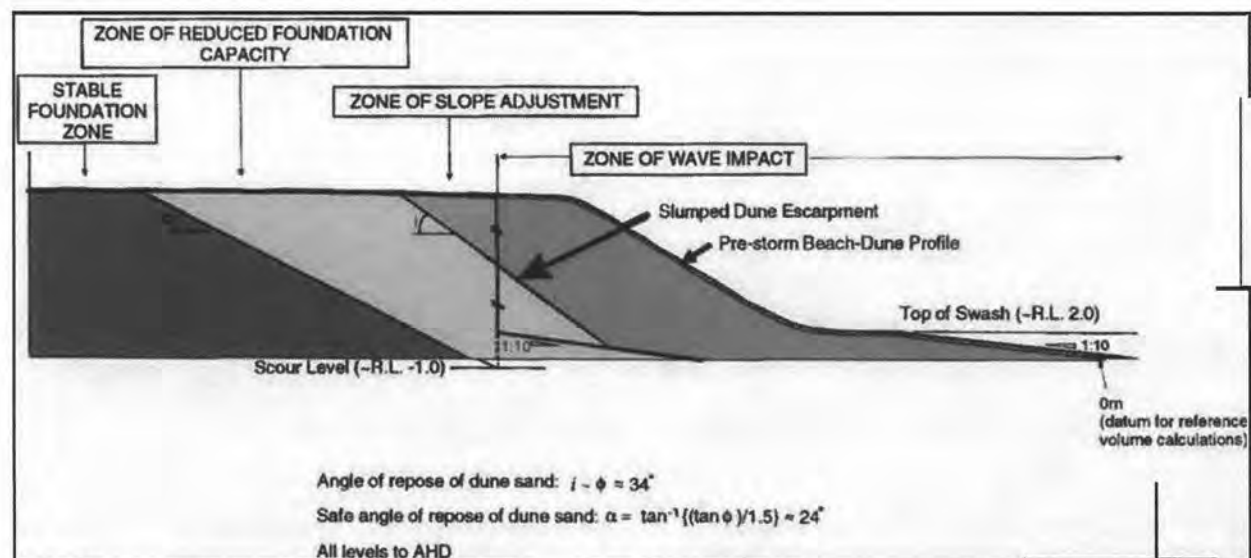 ZONE OF REDUCED FOUNDATION
CAPACITY
STABLE
FOUNDATION
ZONE
ZONE OF SLOPE ADJUSTMENT
ZONE OF WAVE IMPACT
Slumped Dune Escarpment
Pre-storm Beach-Dune Profile
i
Top of Swash (~R.L. 2.0)
1:10
1:10
Scour Level (~R.L. -1.0)
0m
(datum for reference
volume calculations)
Angle of repose of dune sand: i ~ ϕ ≈ 34°
Safe angle of repose of dune sand: α = tan⁻¹{(tan ϕ)/1.5} ≈ 24°
All levels to AHD